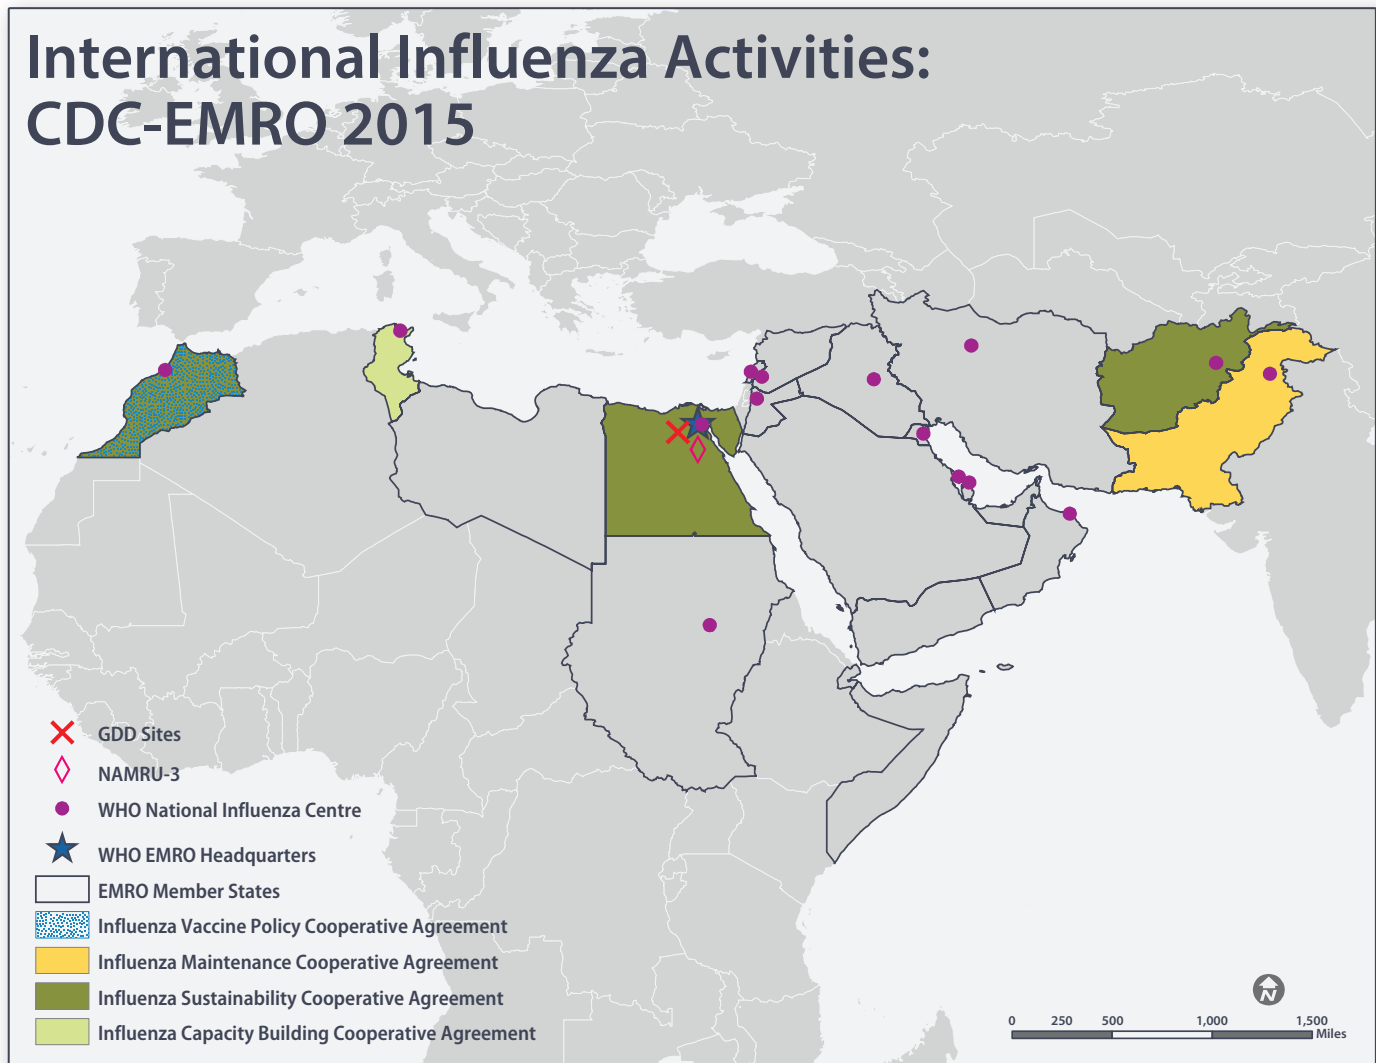 International Influenza Activities:
CDC-EMRO 2015
GDD Sites
NAMRU-3
WHO National Influenza Centre
WHO EMRO Headquarters
EMRO Member States
Influenza Vaccine Policy Cooperative Agreement
Influenza Maintenance Cooperative Agreement
Influenza Sustainability Cooperative Agreement
Influenza Capacity Building Cooperative Agreement
N
0 250 500 1,000 1,500
Miles